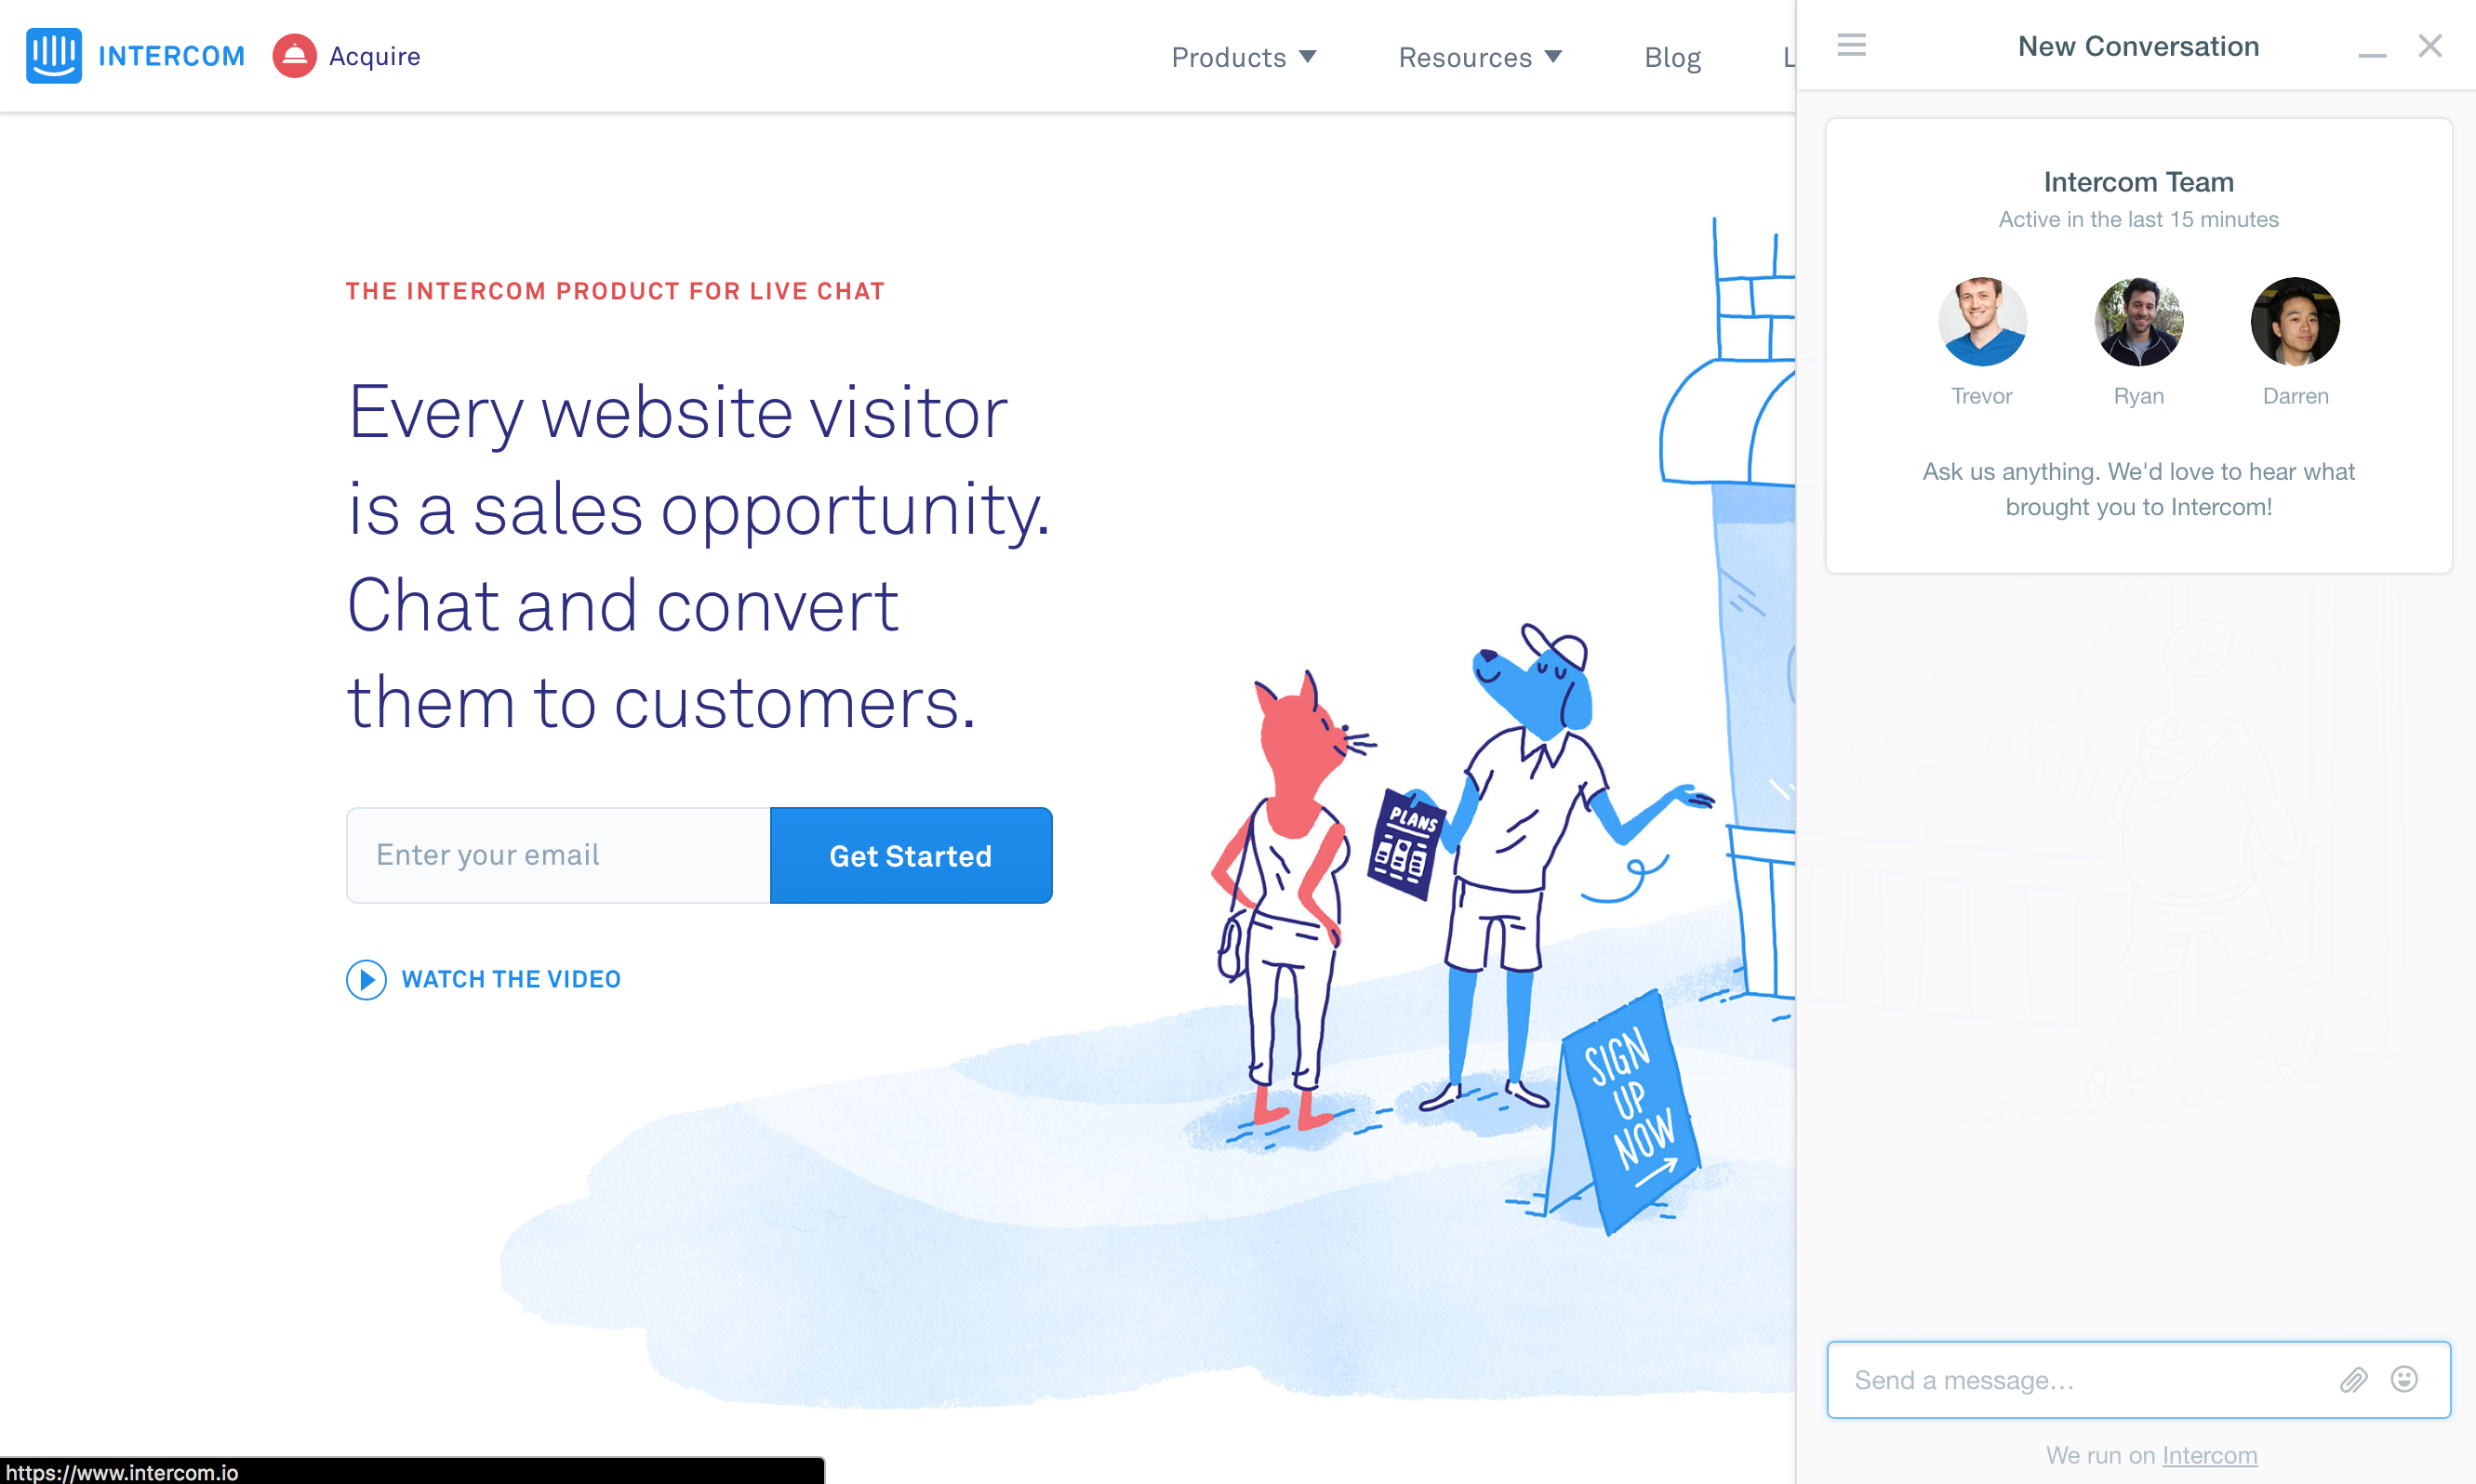 INTERCOM
Acquire
Products
Resources
Blog
THE INTERCOM PRODUCT FOR LIVE CHAT
Every website visitor
is a sales opportunity.
Chat and convert
them to customers.
Enter your email
Get Started
WATCH THE VIDEO
PLANS
SIGN
UP
NOW
New Conversation
Intercom Team
Active in the last 15 minutes
Trevor
Ryan
Darren
Ask us anything. We'd love to hear what
brought you to Intercom!
Send a message...
We run on Intercom
https://www.intercom.io